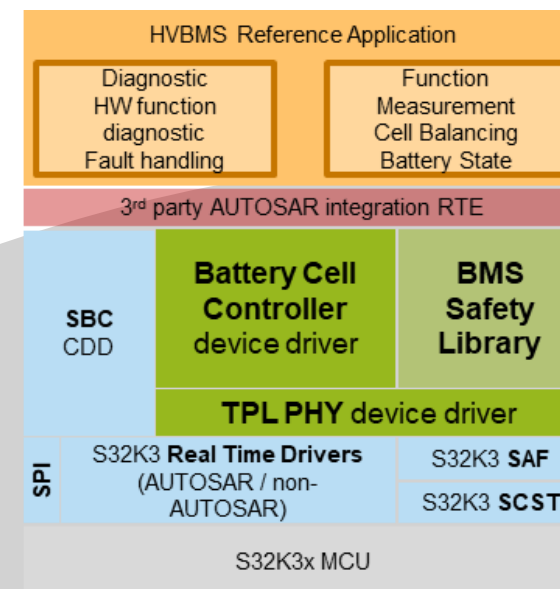 HVBMS Reference Application
Diagnostic
HW function
diagnostic
Fault handling
Function
Measurement
Cell Balancing
Battery State
3rd party AUTOSAR integration RTE
SBC
CDD
Battery Cell
Controller
device driver
BMS
Safety
Library
TPL PHY device driver
SPI
S32K3 Real Time Drivers
(AUTOSAR / non-
AUTOSAR)
S32K3 SAF
S32K3 SCST
S32K3x MCU